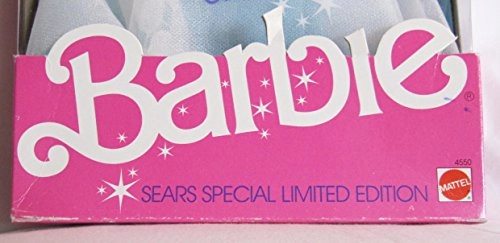 Barbie
®
4550
SEARS SPECIAL LIMITED EDITION
MATTEL